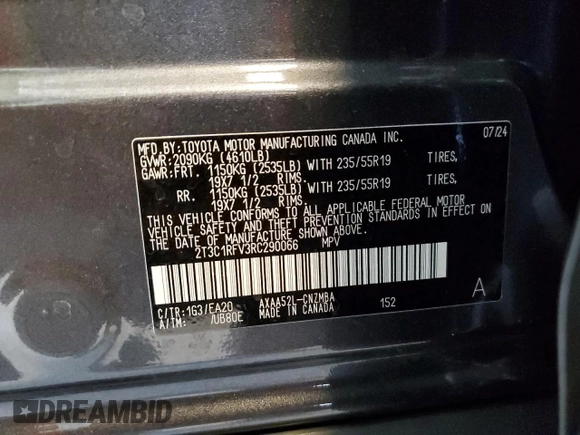 MFD.BY:TOYOTA MOTOR MANUFACTURING CANADA INC. 07/24
GVWR:2090KG (4610LB)
GAWR:FRT. 1150KG (2535LB) WITH 235/55R19 TIRES,
19X7 1/2 RIMS.
RR. 1150KG (2535LB) WITH 235/55R19 TIRES,
19X7 1/2 RIMS.
THIS VEHICLE CONFORMS TO ALL APPLICABLE FEDERAL MOTOR
VEHICLE SAFETY AND THEFT PREVENTION STANDARDS IN EFFECT
ON THE DATE OF MANUFACTURE SHOWN ABOVE.
2T3C1RFV3RC290066 MPV
C/TR:1G3/EA20 AXAA52L-CNZMBA 152 A
A/TM: /UB80E MADE IN CANADA
DREAMBID